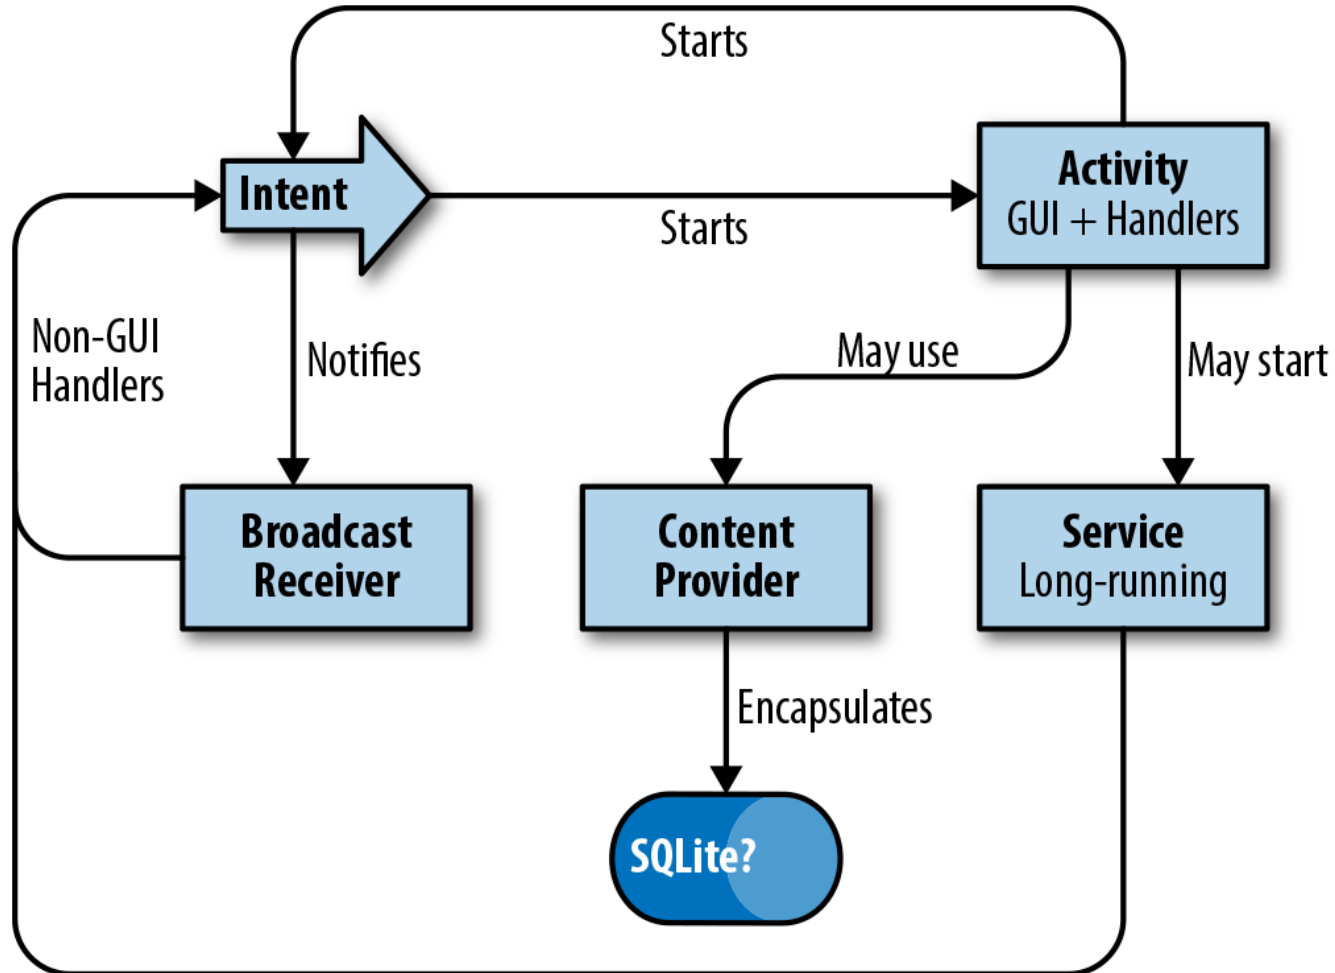 Starts
Intent
Activity
GUI + Handlers
Starts
Non-GUI
Handlers
Notifies
May use
May start
Broadcast
Receiver
Content
Provider
Service
Long-running
Encapsulates
SQLite?